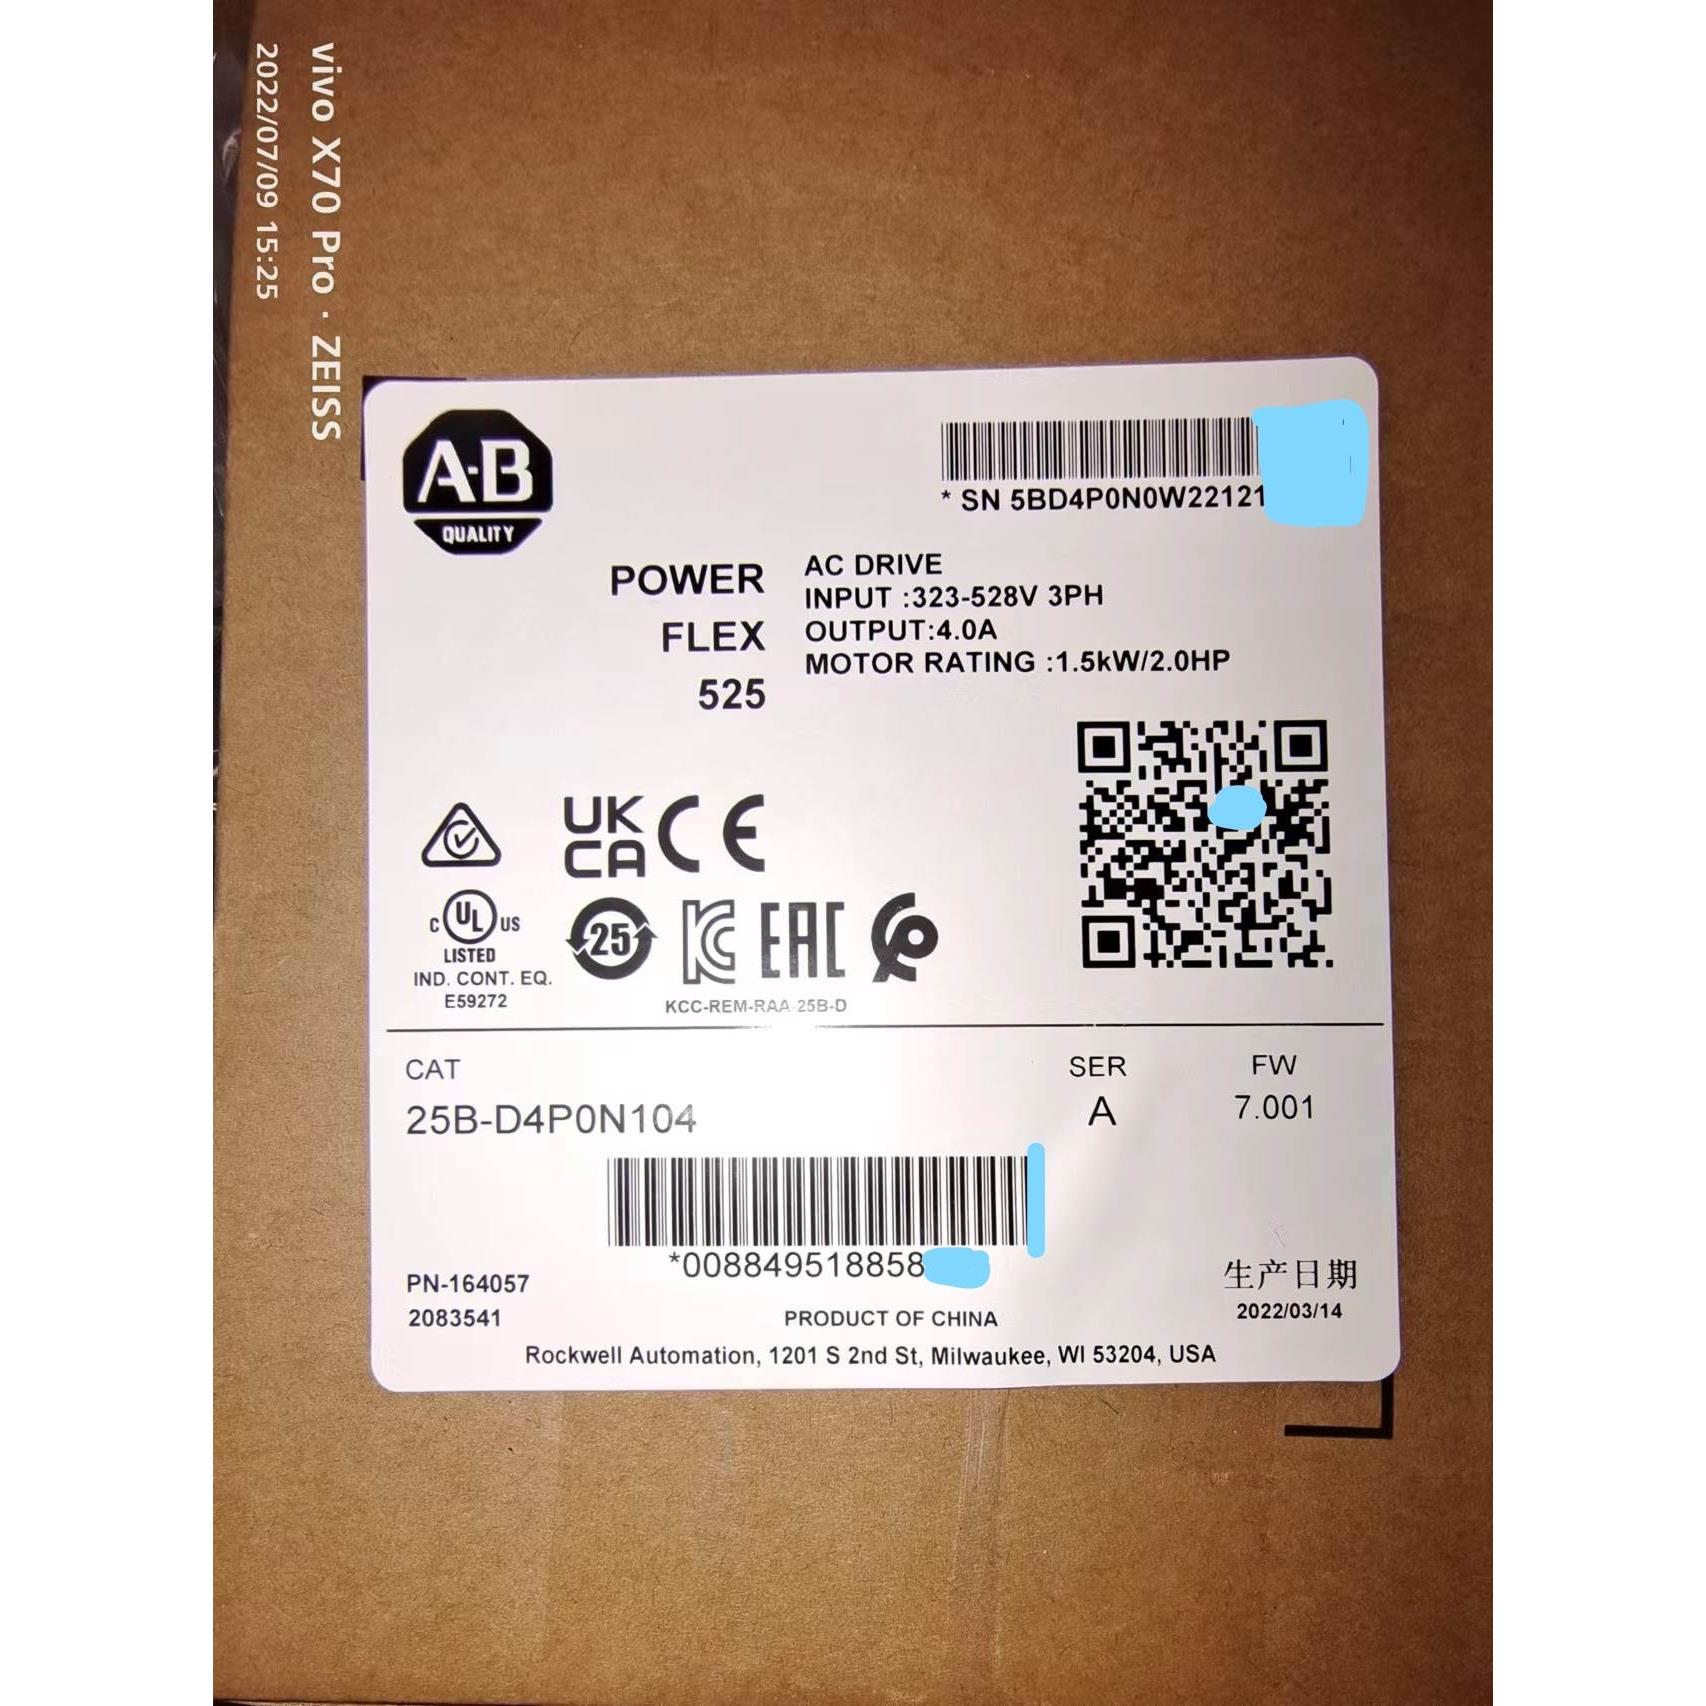 vivo X70 Pro · ZEISS
2022/07/09 15:25
A-B
QUALITY
* SN 5BD4P0N0W22121
POWER
FLEX
525
AC DRIVE
INPUT :323-528V 3PH
OUTPUT:4.0A
MOTOR RATING :1.5kW/2.0HP
UK
CA
CE
C UL US
LISTED
IND. CONT. EQ.
E59272
25
KC
EAC
KCC-REM-RAA-25B-D
CAT
25B-D4P0N104
SER
A
FW
7.001
*008849518858
PN-164057
2083541
PRODUCT OF CHINA
生产日期
2022/03/14
Rockwell Automation, 1201 S 2nd St, Milwaukee, WI 53204, USA